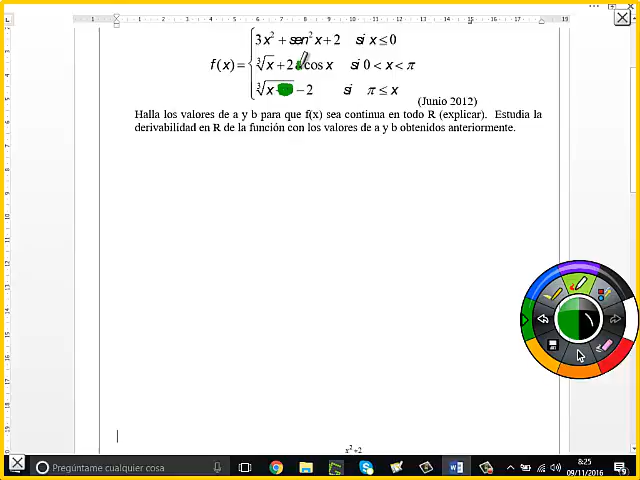 3x² + sen²x + 2 si x ≤ 0
f(x) = ∛x + 2 cos x si 0 < x < π
∛x - 2 si π ≤ x
(Junio 2012)
Halla los valores de a y b para que f(x) sea continua en todo R (explicar). Estudia la
derivabilidad en R de la función con los valores de a y b obtenidos anteriormente.
x² +2
Pregúntame cualquier cosa
8:25
09/11/2016